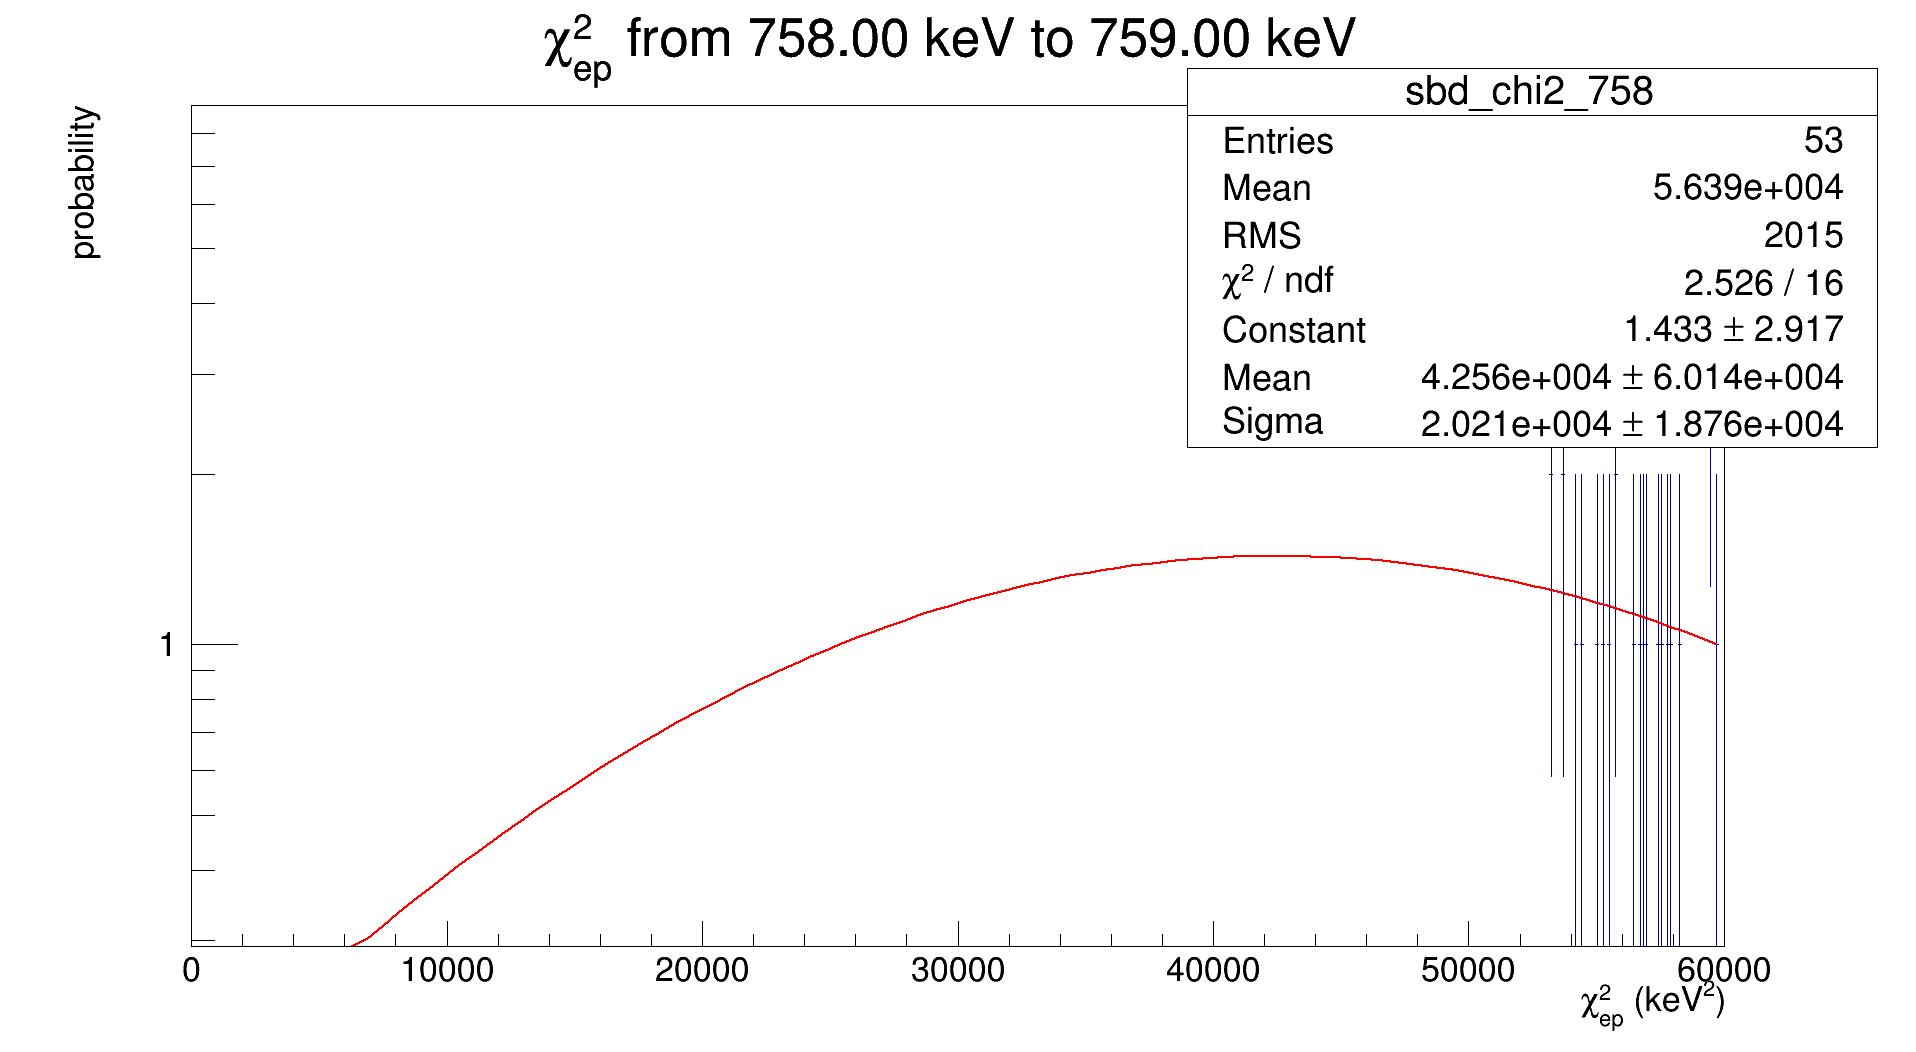 χ²ep from 758.00 keV to 759.00 keV
probability
sbd_chi2_758
Entries 53
Mean 5.639e+004
RMS 2015
χ² / ndf 2.526 / 16
Constant 1.433 ± 2.917
Mean 4.256e+004 ± 6.014e+004
Sigma 2.021e+004 ± 1.876e+004
1
0 10000 20000 30000 40000 50000 60000
χ²ep (keV²)